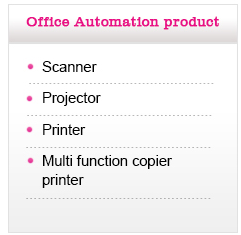 Office Automation product
Scanner
Projector
Printer
Multi function copier
printer